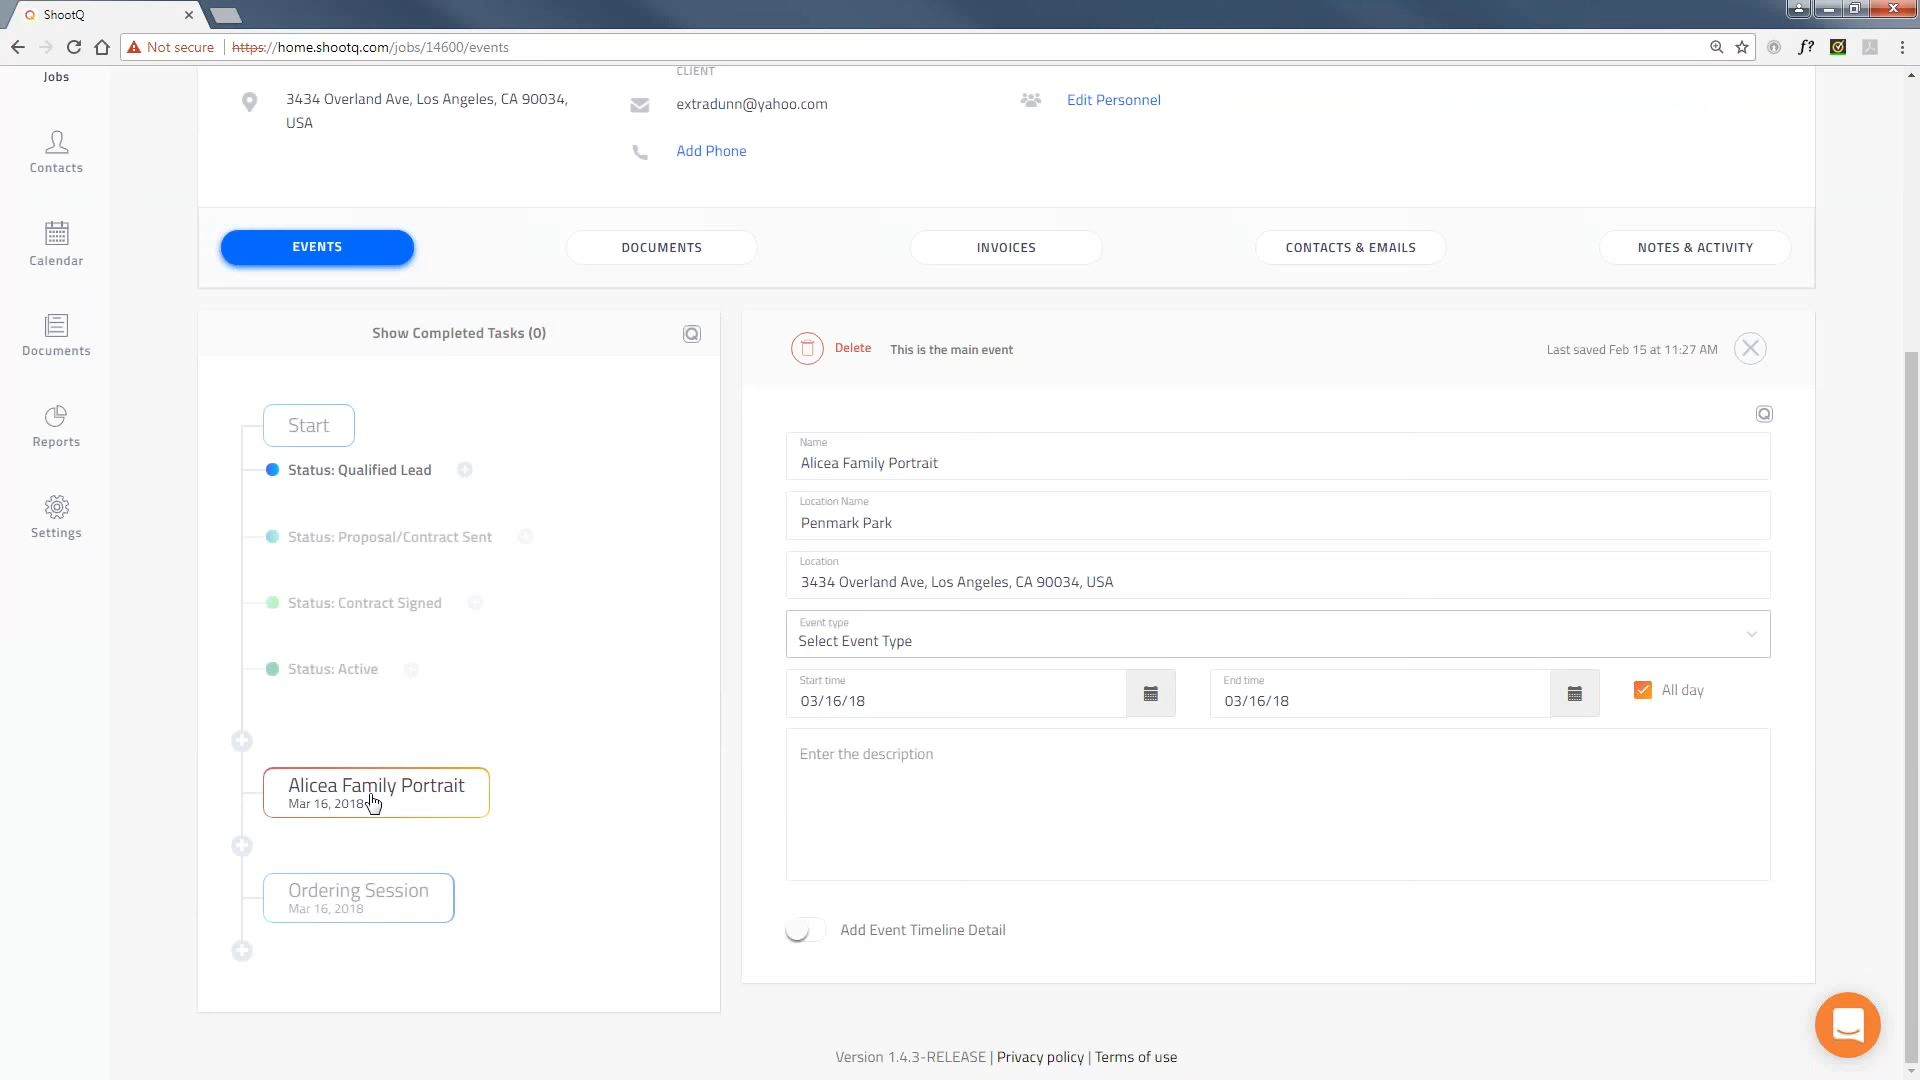 ShootQ
Not secure
https://home.shootq.com/jobs/14600/events
f?
Jobs
Contacts
Calendar
Documents
Reports
Settings
CLIENT
3434 Overland Ave, Los Angeles, CA 90034,
USA
extradunn@yahoo.com
Add Phone
Edit Personnel
EVENTS
DOCUMENTS
INVOICES
CONTACTS & EMAILS
NOTES & ACTIVITY
Show Completed Tasks (0)
Q
Start
Status: Qualified Lead
Status: Proposal/Contract Sent
Status: Contract Signed
Status: Active
Alicea Family Portrait
Mar 16, 2018
Ordering Session
Mar 16, 2018
Delete
This is the main event
Last saved Feb 15 at 11:27 AM
Q
Name
Alicea Family Portrait
Location Name
Penmark Park
Location
3434 Overland Ave, Los Angeles, CA 90034, USA
Event type
Select Event Type
Start time
03/16/18
End time
03/16/18
All day
Enter the description
Add Event Timeline Detail
Version 1.4.3-RELEASE | Privacy policy | Terms of use